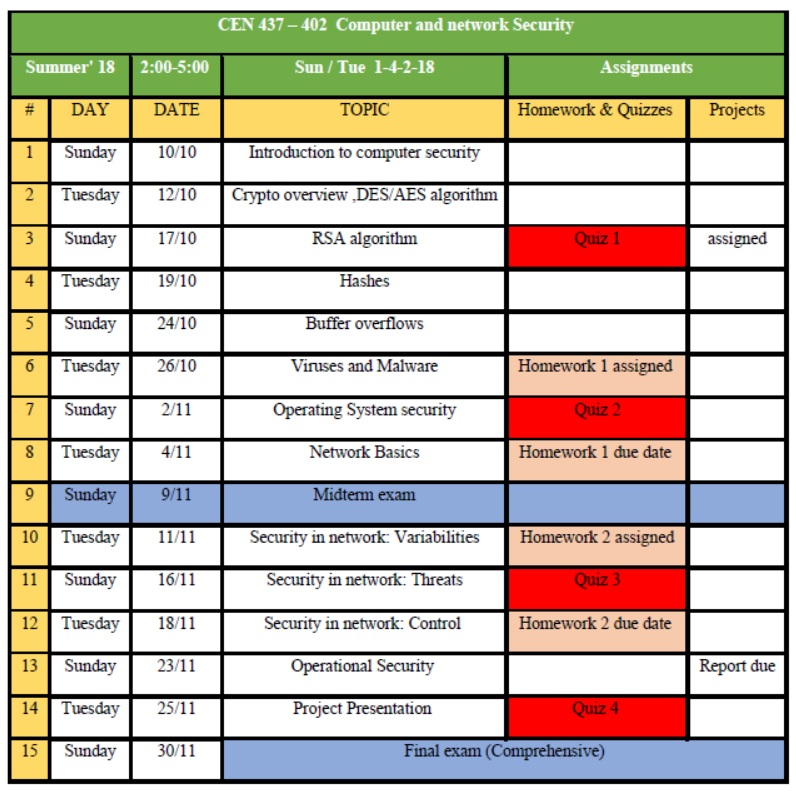 CEN 437 – 402 Computer and network Security
Summer' 18 2:00-5:00 Sun / Tue 1-4-2-18 Assignments
# DAY DATE TOPIC Homework & Quizzes Projects
1 Sunday 10/10 Introduction to computer security
2 Tuesday 12/10 Crypto overview ,DES/AES algorithm
3 Sunday 17/10 RSA algorithm Quiz 1 assigned
4 Tuesday 19/10 Hashes
5 Sunday 24/10 Buffer overflows
6 Tuesday 26/10 Viruses and Malware Homework 1 assigned
7 Sunday 2/11 Operating System security Quiz 2
8 Tuesday 4/11 Network Basics Homework 1 due date
9 Sunday 9/11 Midterm exam
10 Tuesday 11/11 Security in network: Variabilities Homework 2 assigned
11 Sunday 16/11 Security in network: Threats Quiz 3
12 Tuesday 18/11 Security in network: Control Homework 2 due date
13 Sunday 23/11 Operational Security Report due
14 Tuesday 25/11 Project Presentation Quiz 4
15 Sunday 30/11 Final exam (Comprehensive)